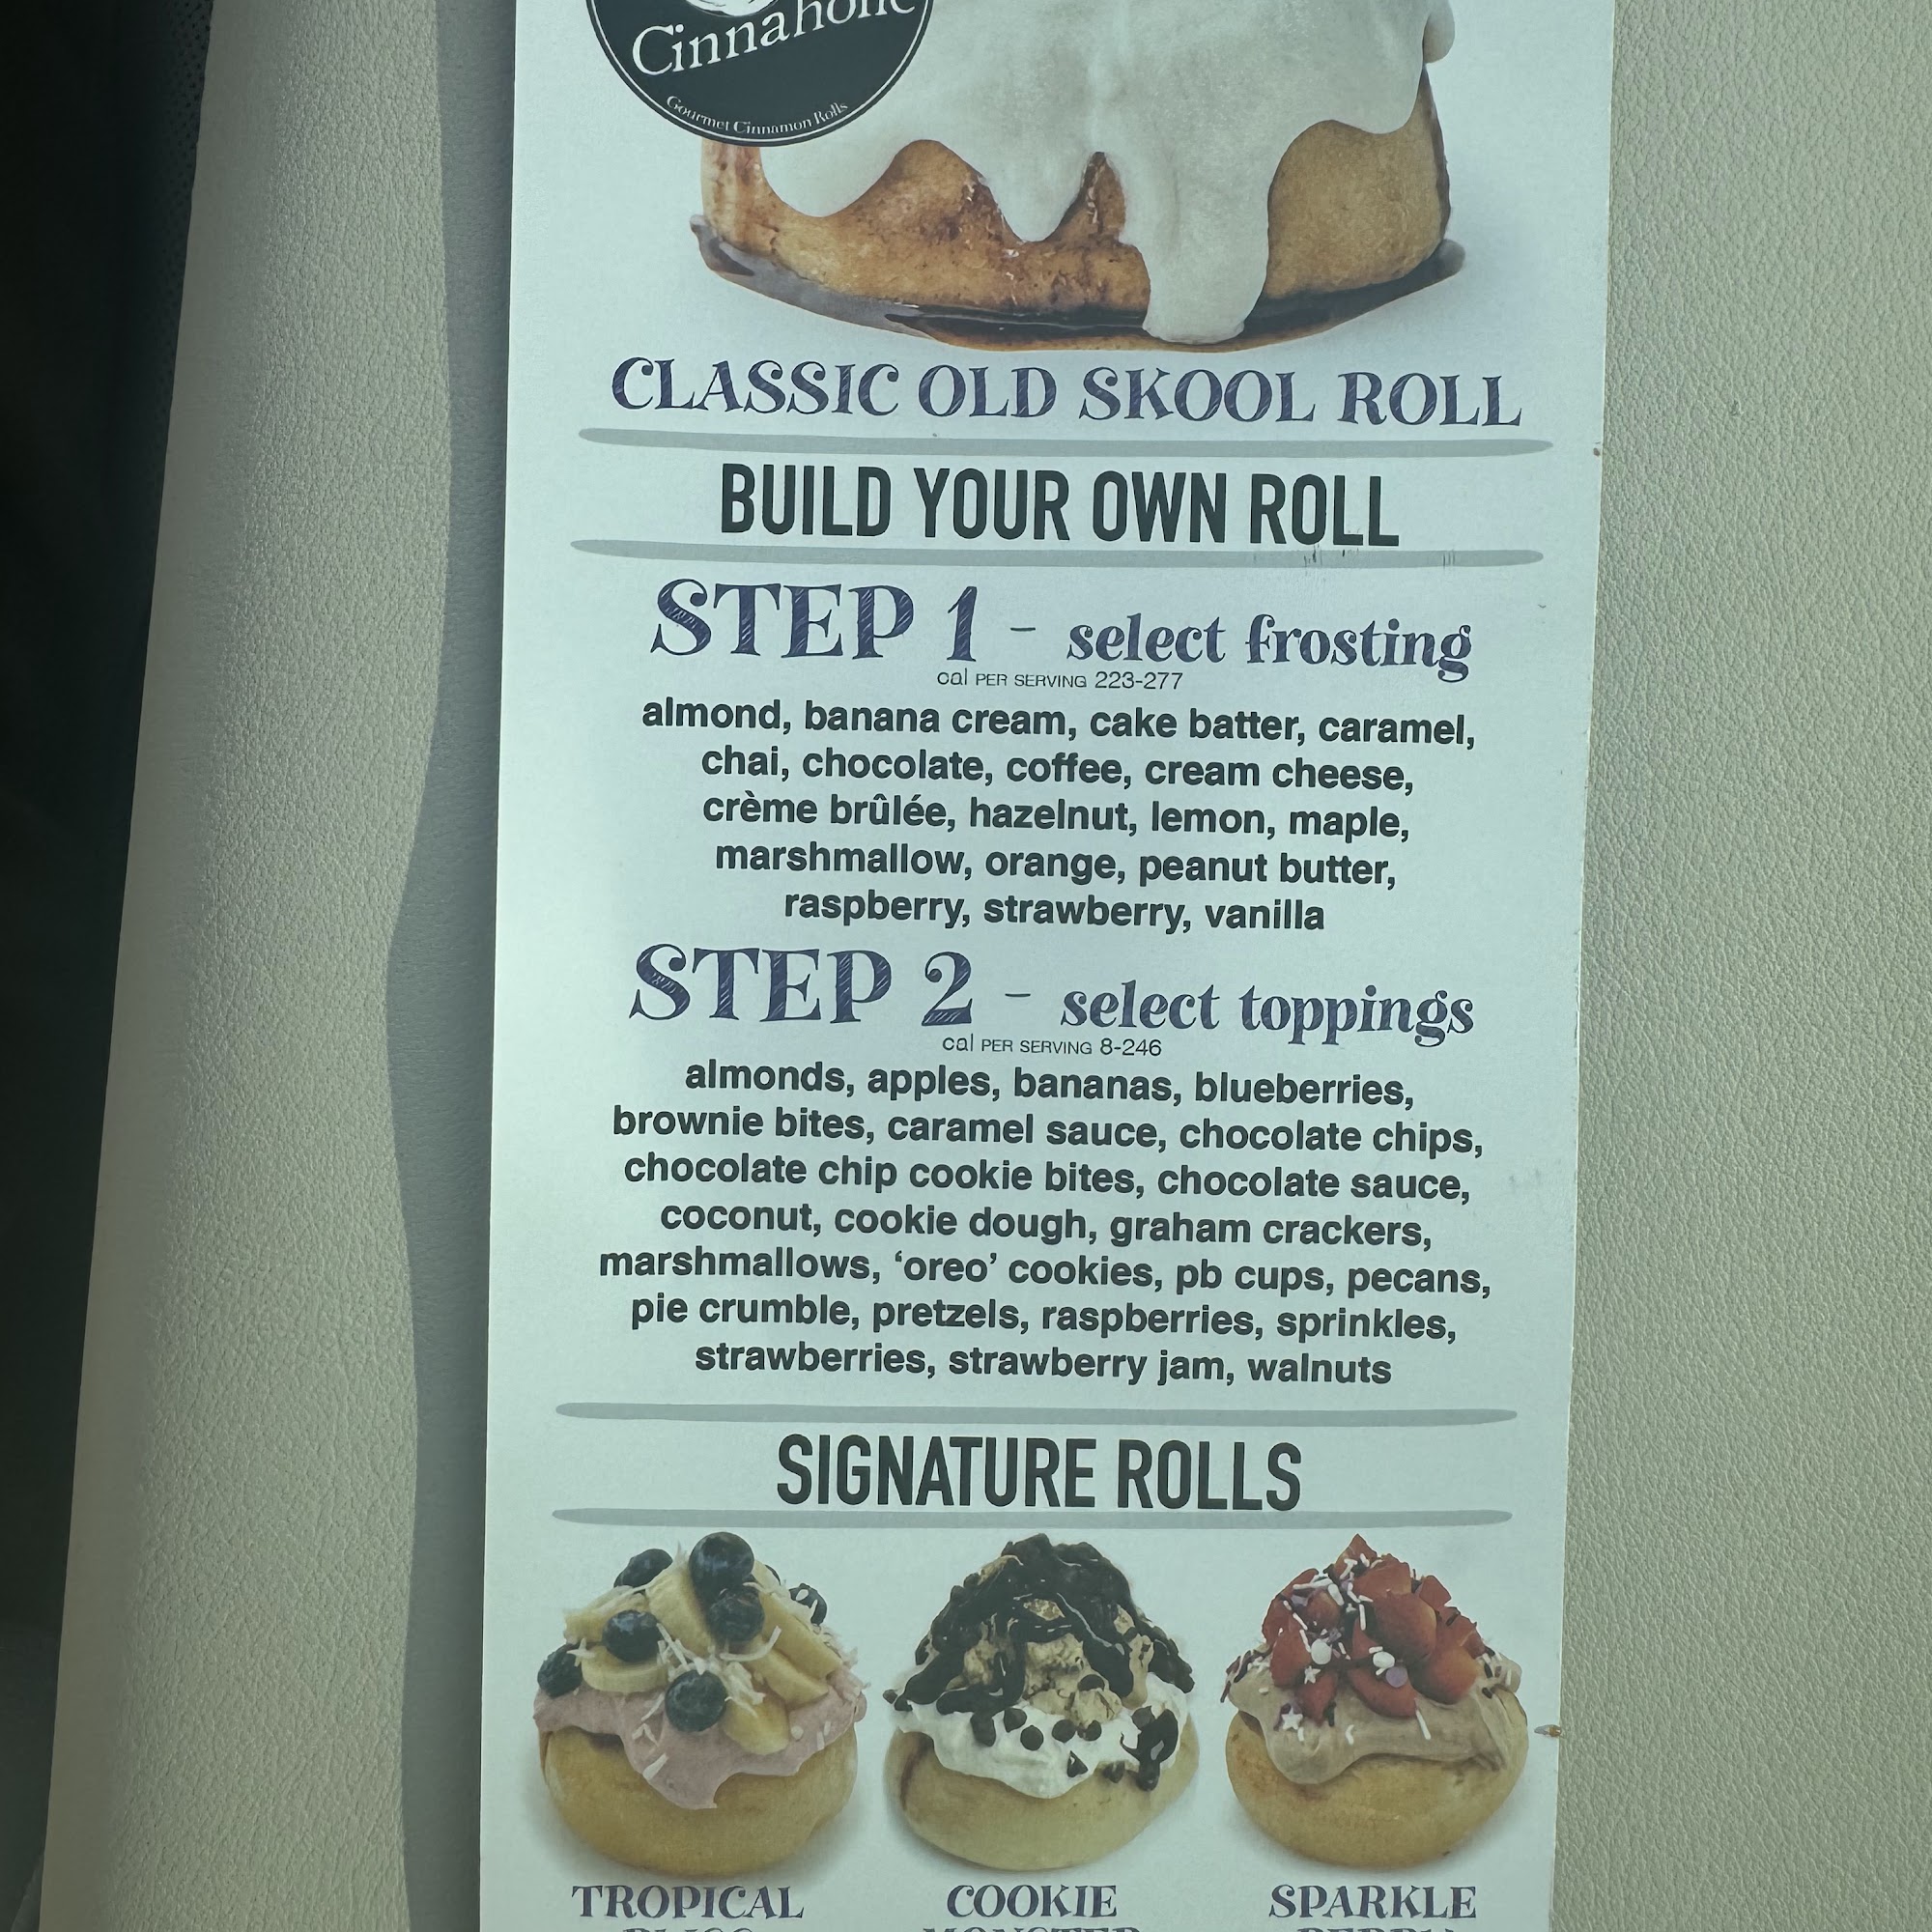 Cinnaholic
Gourmet Cinnamon Rolls
CLASSIC OLD SKOOL ROLL
BUILD YOUR OWN ROLL
STEP 1 - select frosting
cal PER SERVING 223-277
almond, banana cream, cake batter, caramel,
chai, chocolate, coffee, cream cheese,
crème brûlée, hazelnut, lemon, maple,
marshmallow, orange, peanut butter,
raspberry, strawberry, vanilla
STEP 2 - select toppings
cal PER SERVING 8-246
almonds, apples, bananas, blueberries,
brownie bites, caramel sauce, chocolate chips,
chocolate chip cookie bites, chocolate sauce,
coconut, cookie dough, graham crackers,
marshmallows, ‘oreo’ cookies, pb cups, pecans,
pie crumble, pretzels, raspberries, sprinkles,
strawberries, strawberry jam, walnuts
SIGNATURE ROLLS
TROPICAL
COOKIE
SPARKLE